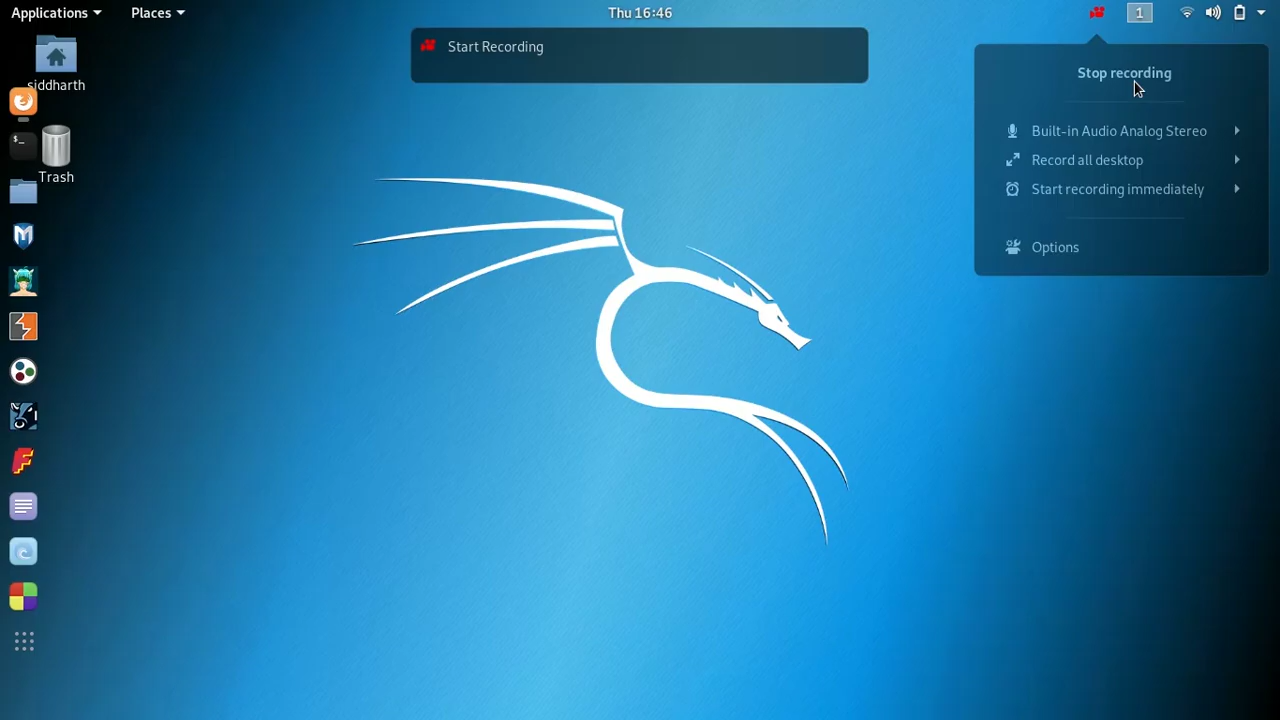 Applications
Places
Thu 16:46
1
Start Recording
Stop recording
Built-in Audio Analog Stereo
Record all desktop
Start recording immediately
Options
siddharth
Trash
$_